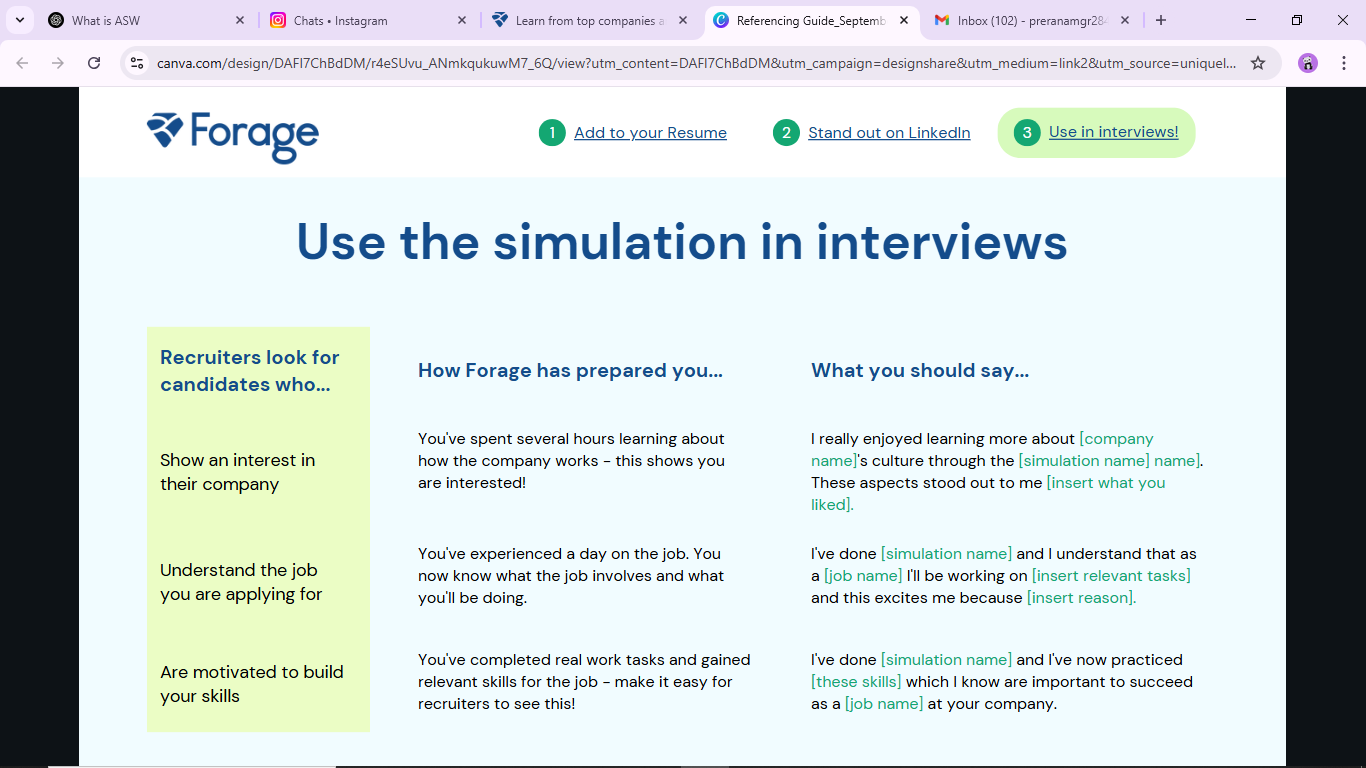 What is ASW
Chats • Instagram
Learn from top companies a
Referencing Guide_Septemb
Inbox (102) - preranamgr284
canva.com/design/DAFI7ChBdDM/r4eSUvu_ANmkqukuwM7_6Q/view?utm_content=DAFI7ChBdDM&utm_campaign=designshare&utm_medium=link2&utm_source=uniquel...
Forage
1 Add to your Resume
2 Stand out on LinkedIn
3 Use in interviews!
Use the simulation in interviews
Recruiters look for
candidates who...
How Forage has prepared you...
What you should say...
Show an interest in
their company
You've spent several hours learning about
how the company works - this shows you
are interested!
I really enjoyed learning more about [company
name]'s culture through the [simulation name] name].
These aspects stood out to me [insert what you
liked].
Understand the job
you are applying for
You've experienced a day on the job. You
now know what the job involves and what
you'll be doing.
I've done [simulation name] and I understand that as
a [job name] I'll be working on [insert relevant tasks]
and this excites me because [insert reason].
Are motivated to build
your skills
You've completed real work tasks and gained
relevant skills for the job - make it easy for
recruiters to see this!
I've done [simulation name] and I've now practiced
[these skills] which I know are important to succeed
as a [job name] at your company.